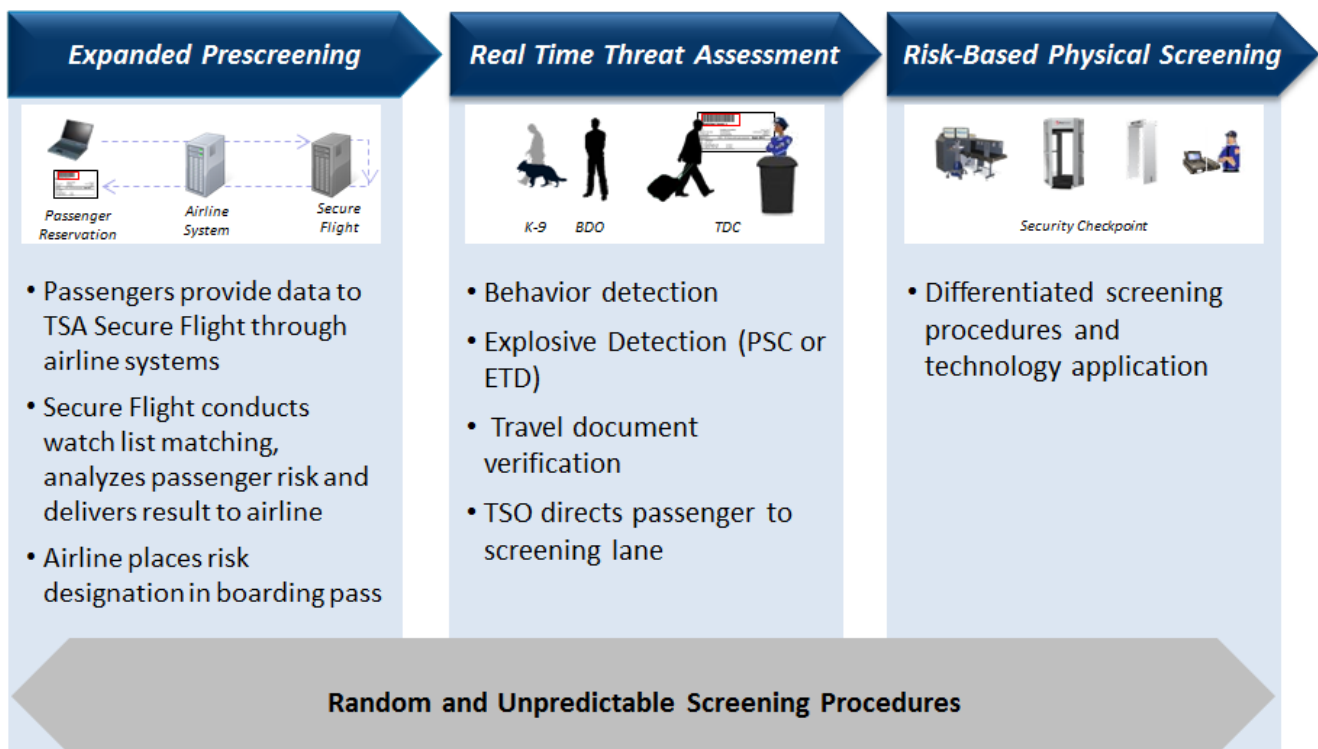 Expanded Prescreening
Real Time Threat Assessment
Risk-Based Physical Screening
Passenger
Reservation
Airline
System
Secure
Flight
K-9
BDO
TDC
Security Checkpoint
• Passengers provide data to
TSA Secure Flight through
airline systems
• Secure Flight conducts
watch list matching,
analyzes passenger risk and
delivers result to airline
• Airline places risk
designation in boarding pass
• Behavior detection
• Explosive Detection (PSC or
ETD)
• Travel document
verification
• TSO directs passenger to
screening lane
• Differentiated screening
procedures and
technology application
Random and Unpredictable Screening Procedures